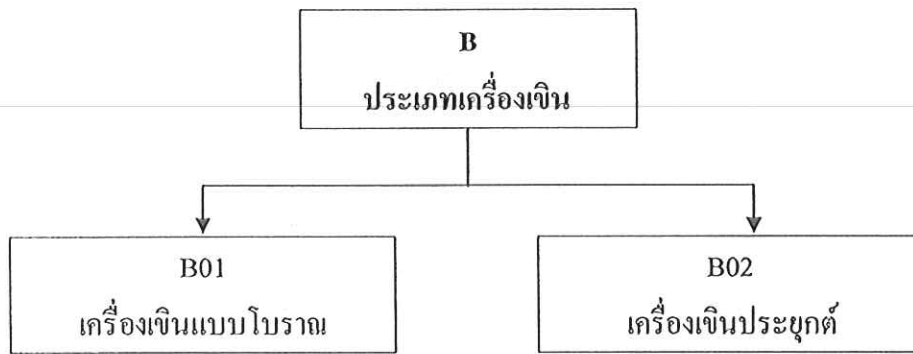 B
ประเภทเครื่องเขิน
B01
เครื่องเขินแบบโบราณ
B02
เครื่องเขินประยุกต์